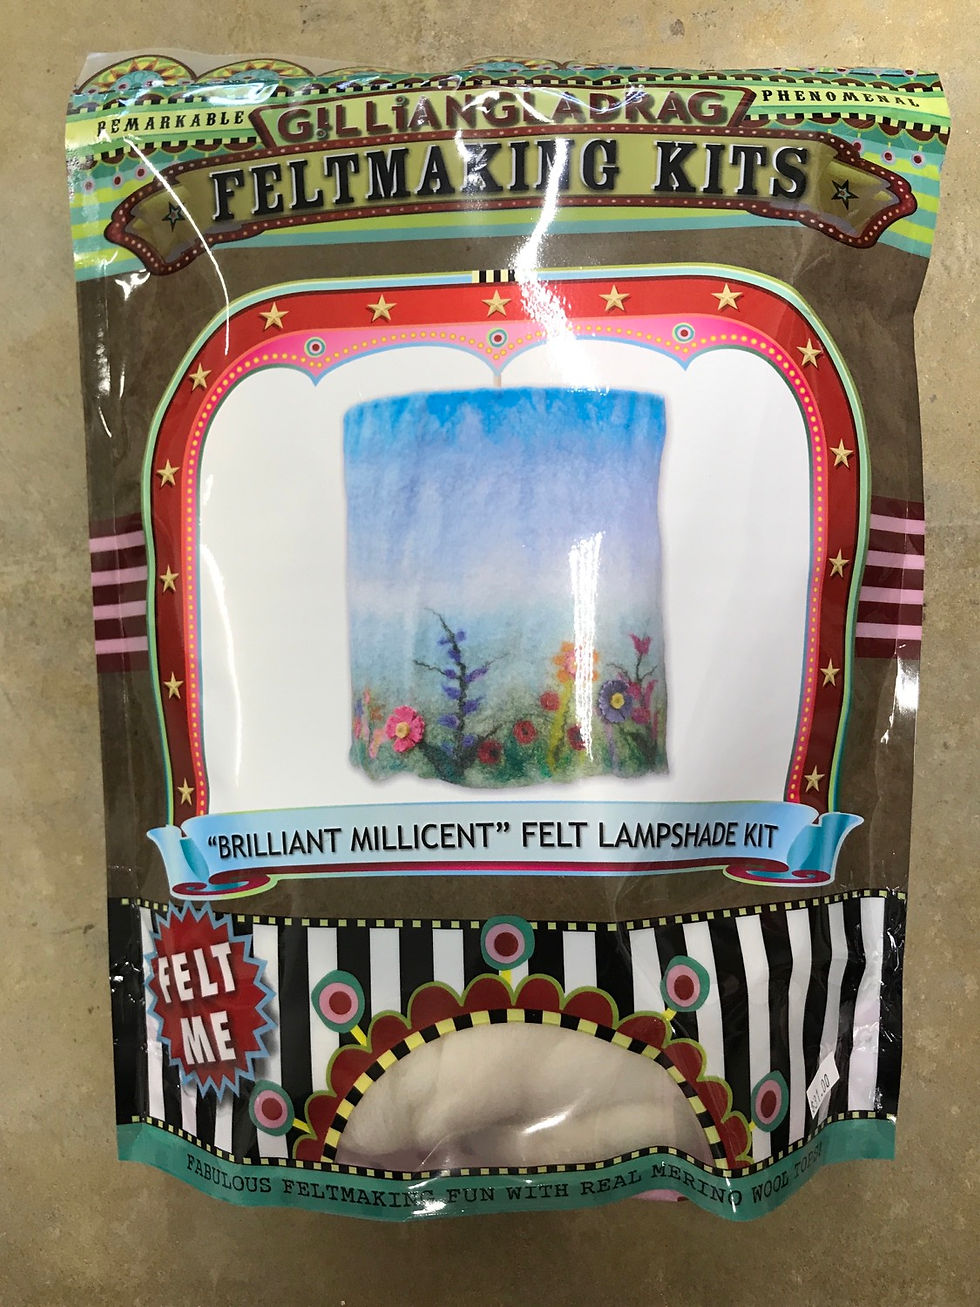 REMARKABLE
GILLiANGLADRAG
PHENOMENAL
FELTMAKING KITS
"BRILLIANT MILLICENT" FELT LAMPSHADE KIT
FELT
ME
FABULOUS FELTMAKING FUN WITH REAL MERINO WOOL TOPS!